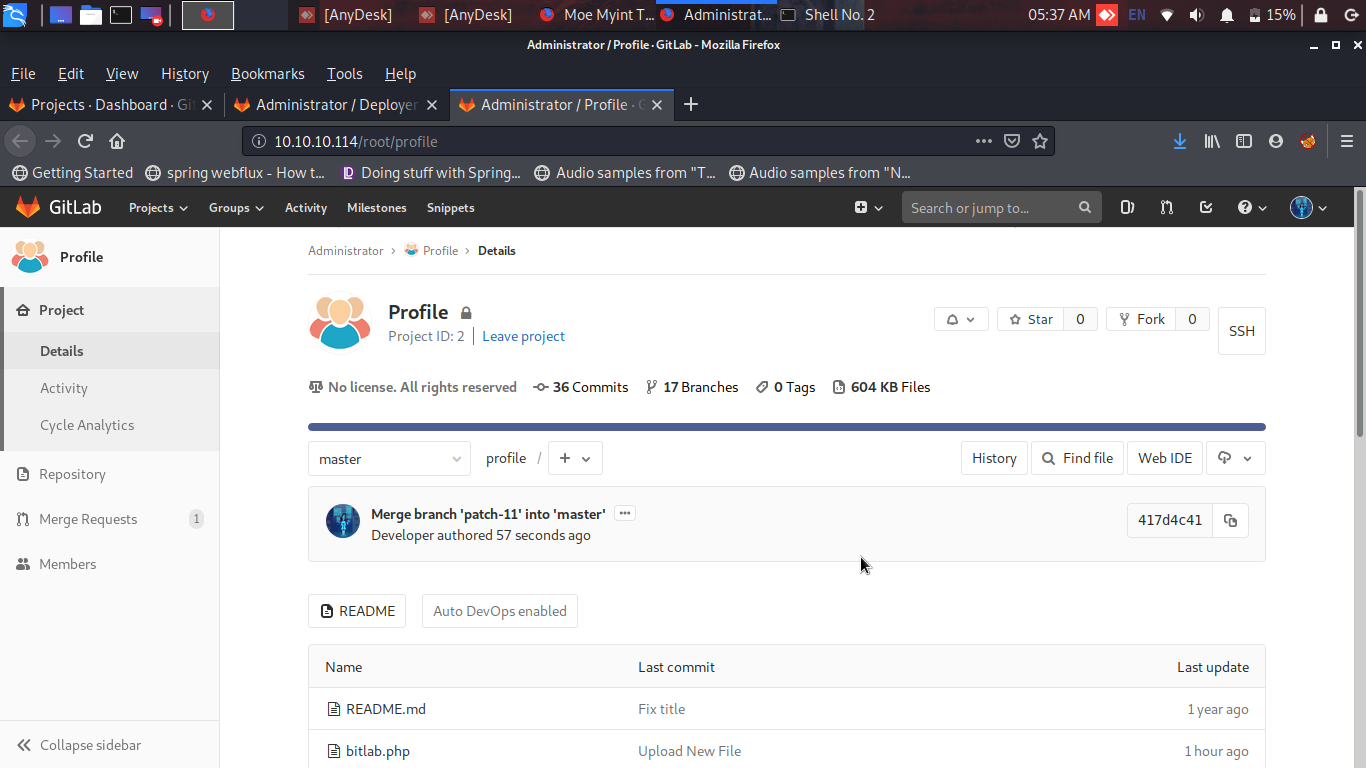 [AnyDesk] [AnyDesk] Moe Myint T... Administrat... Shell No. 2 05:37 AM EN 15%
Administrator / Profile · GitLab - Mozilla Firefox
File Edit View History Bookmarks Tools Help
Projects · Dashboard · Git Administrator / Deployer Administrator / Profile · G
10.10.10.114/root/profile
Getting Started spring webflux - How t... Doing stuff with Spring... Audio samples from "T... Audio samples from "N...
GitLab Projects Groups Activity Milestones Snippets Search or jump to...
Profile
Administrator > Profile > Details
Project
Details
Activity
Cycle Analytics
Repository
Merge Requests 1
Members
Collapse sidebar
Profile
Project ID: 2 Leave project
Star 0 Fork 0 SSH
No license. All rights reserved 36 Commits 17 Branches 0 Tags 604 KB Files
master profile / + History Find file Web IDE
Merge branch 'patch-11' into 'master'
Developer authored 57 seconds ago
417d4c41
README Auto DevOps enabled
Name Last commit Last update
README.md Fix title 1 year ago
bitlab.php Upload New File 1 hour ago